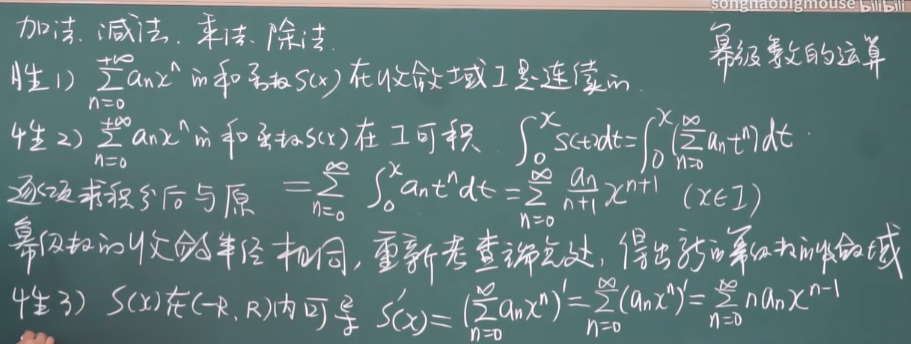 songhaobigmouse bilibili
幂级数的运算
加法、减法、乘法、除法
性1) $\sum_{n=0}^{+\infty} a_n x^n$ 的和函数S(x)在收敛域I是连续的.
性2) $\sum_{n=0}^{+\infty} a_n x^n$ 的和函数S(x)在I可积 $\int_0^x S(t)dt = \int_0^x (\sum_{n=0}^{\infty} a_n t^n)dt$.
逐项求积分后与原 $= \sum_{n=0}^{\infty} \int_0^x a_n t^n dt = \sum_{n=0}^{\infty} \frac{a_n}{n+1} x^{n+1}$ (x∈I)
幂级数的收敛半径相同,重新考查端点处,得出新的幂级数的收敛域
性3) S(x)在(-R,R)内可导 $S'(x) = (\sum_{n=0}^{\infty} a_n x^n)' = \sum_{n=0}^{\infty} (a_n x^n)' = \sum_{n=0}^{\infty} n a_n x^{n-1}$